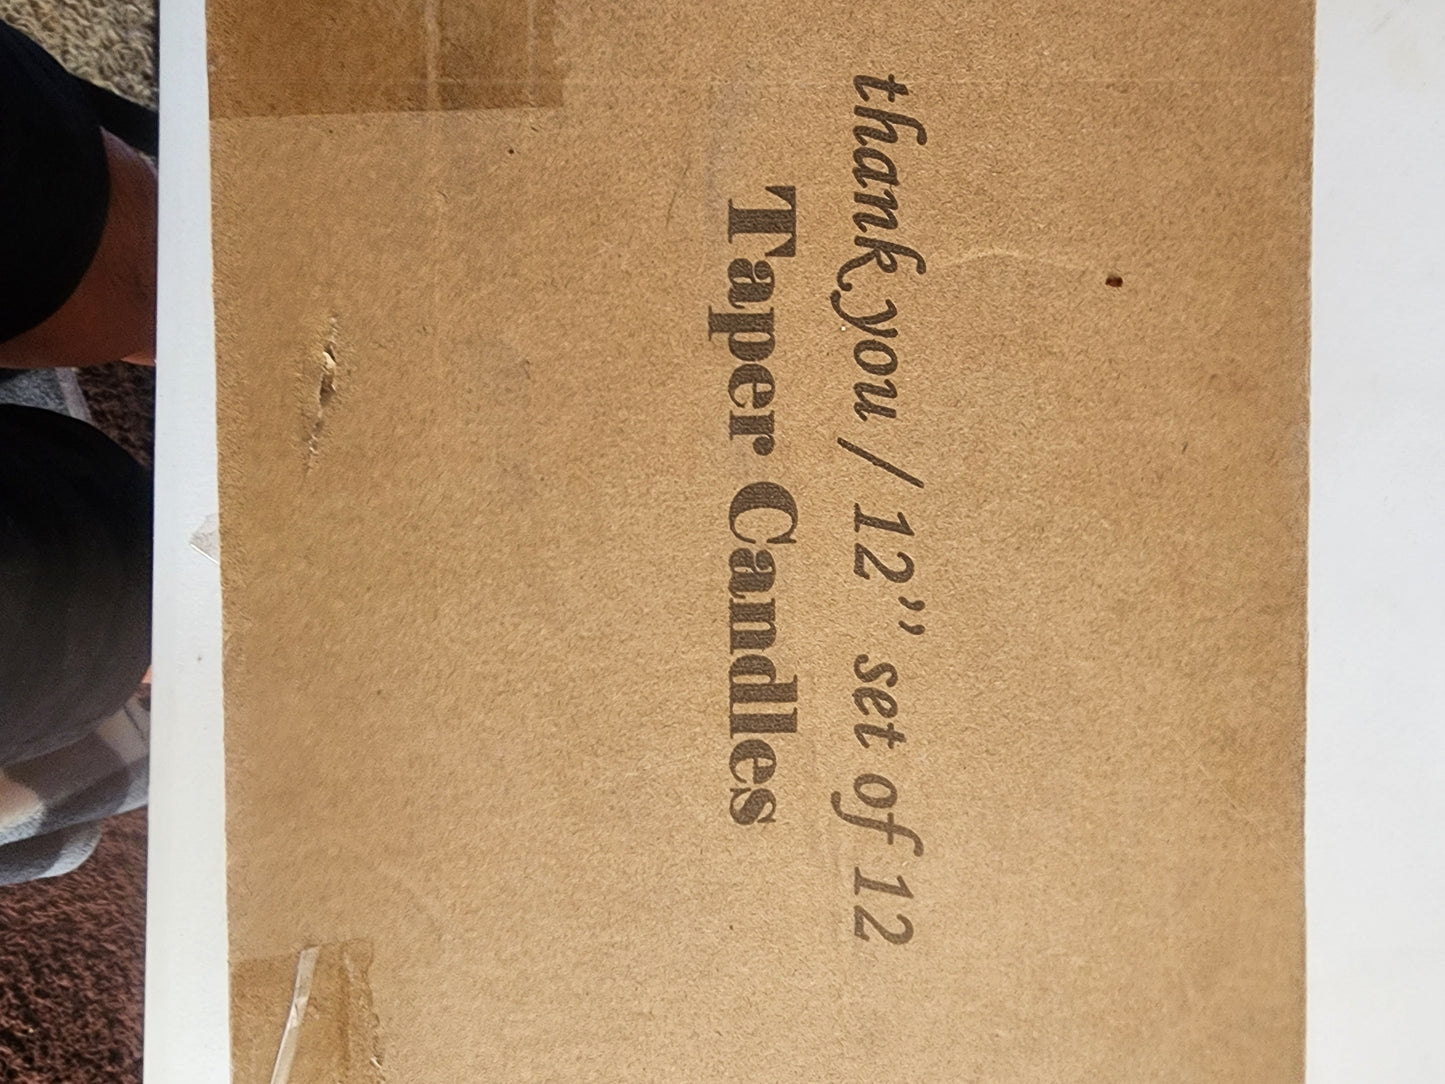 thank you / 12’’ set of 12
Taper Candles